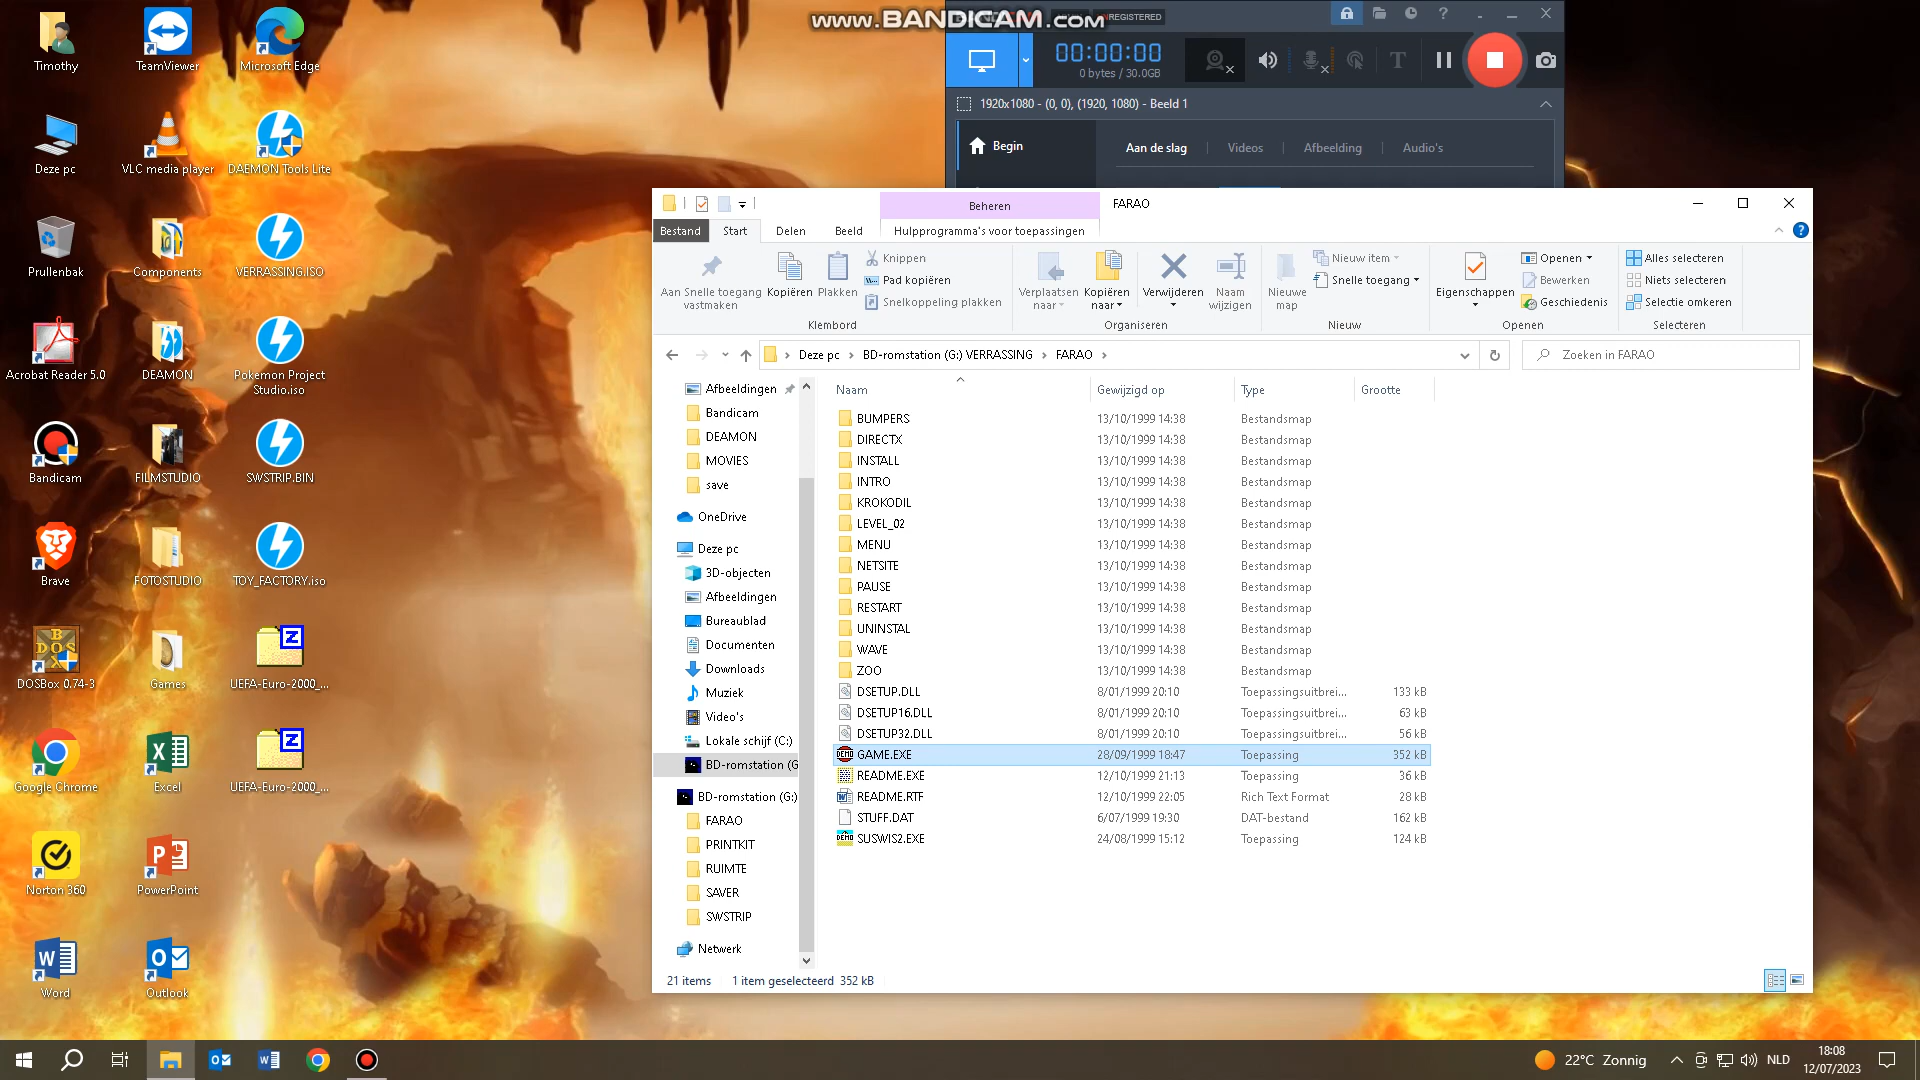 www.BANDICAM.com
REGISTERED
00:00:00
0 bytes / 30.0GB
1920x1080 - (0, 0), (1920, 1080) - Beeld 1
Begin
Aan de slag
Videos
Afbeelding
Audio's
Timothy
TeamViewer
Microsoft Edge
Deze pc
VLC media player
DAEMON Tools Lite
Prullenbak
Components
VERRASSING.ISO
Acrobat Reader 5.0
DEAMON
Pokemon Project
Studio.iso
Bandicam
FILMSTUDIO
SWSTRIP.BIN
Brave
FOTOSTUDIO
TOY_FACTORY.iso
DOSBox 0.74-3
Games
UEFA-Euro-2000_...
Google Chrome
Excel
UEFA-Euro-2000_...
Norton 360
PowerPoint
Word
Outlook
Beheren
FARAO
Bestand
Start
Delen
Beeld
Hulpprogramma's voor toepassingen
Aan Snelle toegang
vastmaken
Kopiëren
Plakken
Knippen
Pad kopiëren
Snelkoppeling plakken
Klembord
Verplaatsen
naar
Kopiëren
naar
Verwijderen
Naam
wijzigen
Organiseren
Nieuwe
map
Nieuw item
Snelle toegang
Nieuw
Eigenschappen
Openen
Bewerken
Geschiedenis
Openen
Alles selecteren
Niets selecteren
Selectie omkeren
Selecteren
Deze pc > BD-romstation (G:) VERRASSING > FARAO >
Zoeken in FARAO
Afbeeldingen
Bandicam
DEAMON
MOVIES
save
OneDrive
Deze pc
3D-objecten
Afbeeldingen
Bureaublad
Documenten
Downloads
Muziek
Video's
Lokale schijf (C:)
BD-romstation (G
BD-romstation (G:)
FARAO
PRINTKIT
RUIMTE
SAVER
SWSTRIP
Netwerk
Naam Gewijzigd op Type Grootte
BUMPERS 13/10/1999 14:38 Bestandsmap
DIRECTX 13/10/1999 14:38 Bestandsmap
INSTALL 13/10/1999 14:38 Bestandsmap
INTRO 13/10/1999 14:38 Bestandsmap
KROKODIL 13/10/1999 14:38 Bestandsmap
LEVEL_02 13/10/1999 14:38 Bestandsmap
MENU 13/10/1999 14:38 Bestandsmap
NETSITE 13/10/1999 14:38 Bestandsmap
PAUSE 13/10/1999 14:38 Bestandsmap
RESTART 13/10/1999 14:38 Bestandsmap
UNINSTAL 13/10/1999 14:38 Bestandsmap
WAVE 13/10/1999 14:38 Bestandsmap
ZOO 13/10/1999 14:38 Bestandsmap
DSETUP.DLL 8/01/1999 20:10 Toepassingsuitbrei... 133 kB
DSETUP16.DLL 8/01/1999 20:10 Toepassingsuitbrei... 63 kB
DSETUP32.DLL 8/01/1999 20:10 Toepassingsuitbrei... 56 kB
GAME.EXE 28/09/1999 18:47 Toepassing 352 kB
README.EXE 12/10/1999 21:13 Toepassing 36 kB
README.RTF 12/10/1999 22:05 Rich Text Format 28 kB
STUFF.DAT 6/07/1999 19:30 DAT-bestand 162 kB
SUSWIS2.EXE 24/08/1999 15:12 Toepassing 124 kB
21 items
1 item geselecteerd 352 kB
22°C Zonnig
NLD
18:08
12/07/2023